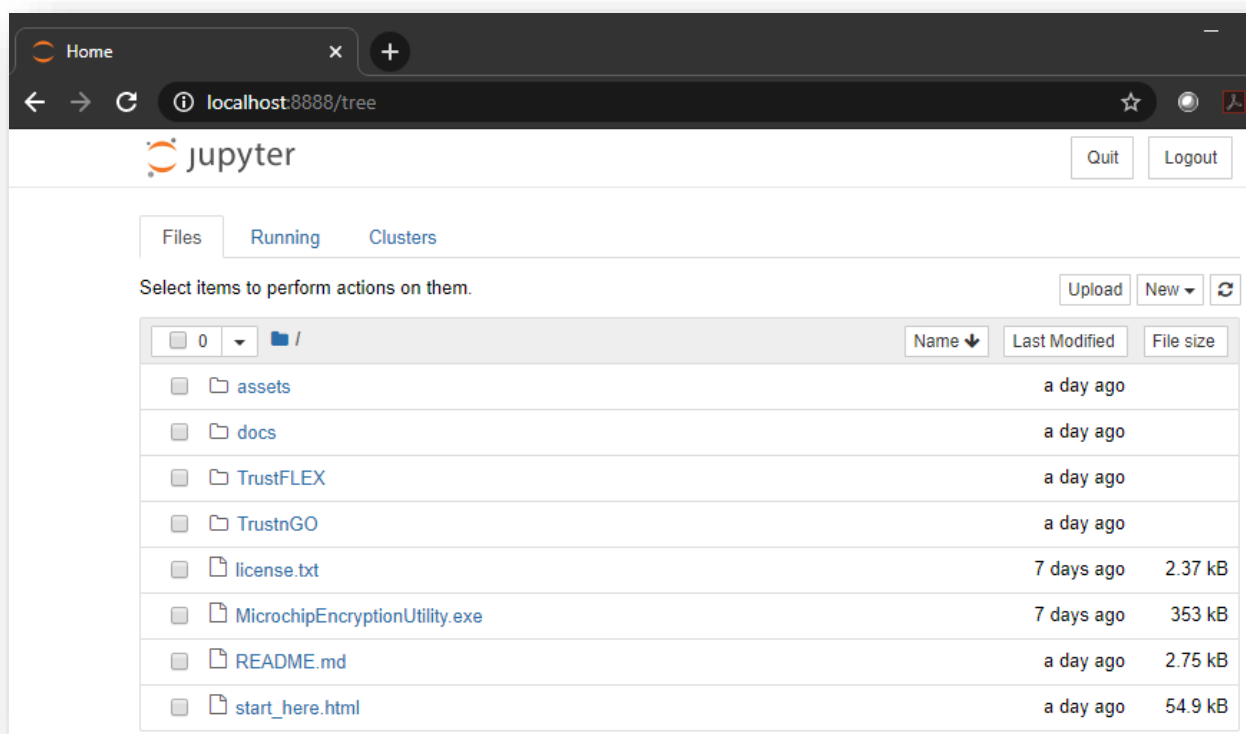 Home
localhost:8888/tree
jupyter
Quit Logout
Files Running Clusters
Select items to perform actions on them.
Upload New
0 / Name Last Modified File size
assets a day ago
docs a day ago
TrustFLEX a day ago
TrustnGO a day ago
license.txt 7 days ago 2.37 kB
MicrochipEncryptionUtility.exe 7 days ago 353 kB
README.md a day ago 2.75 kB
start_here.html a day ago 54.9 kB